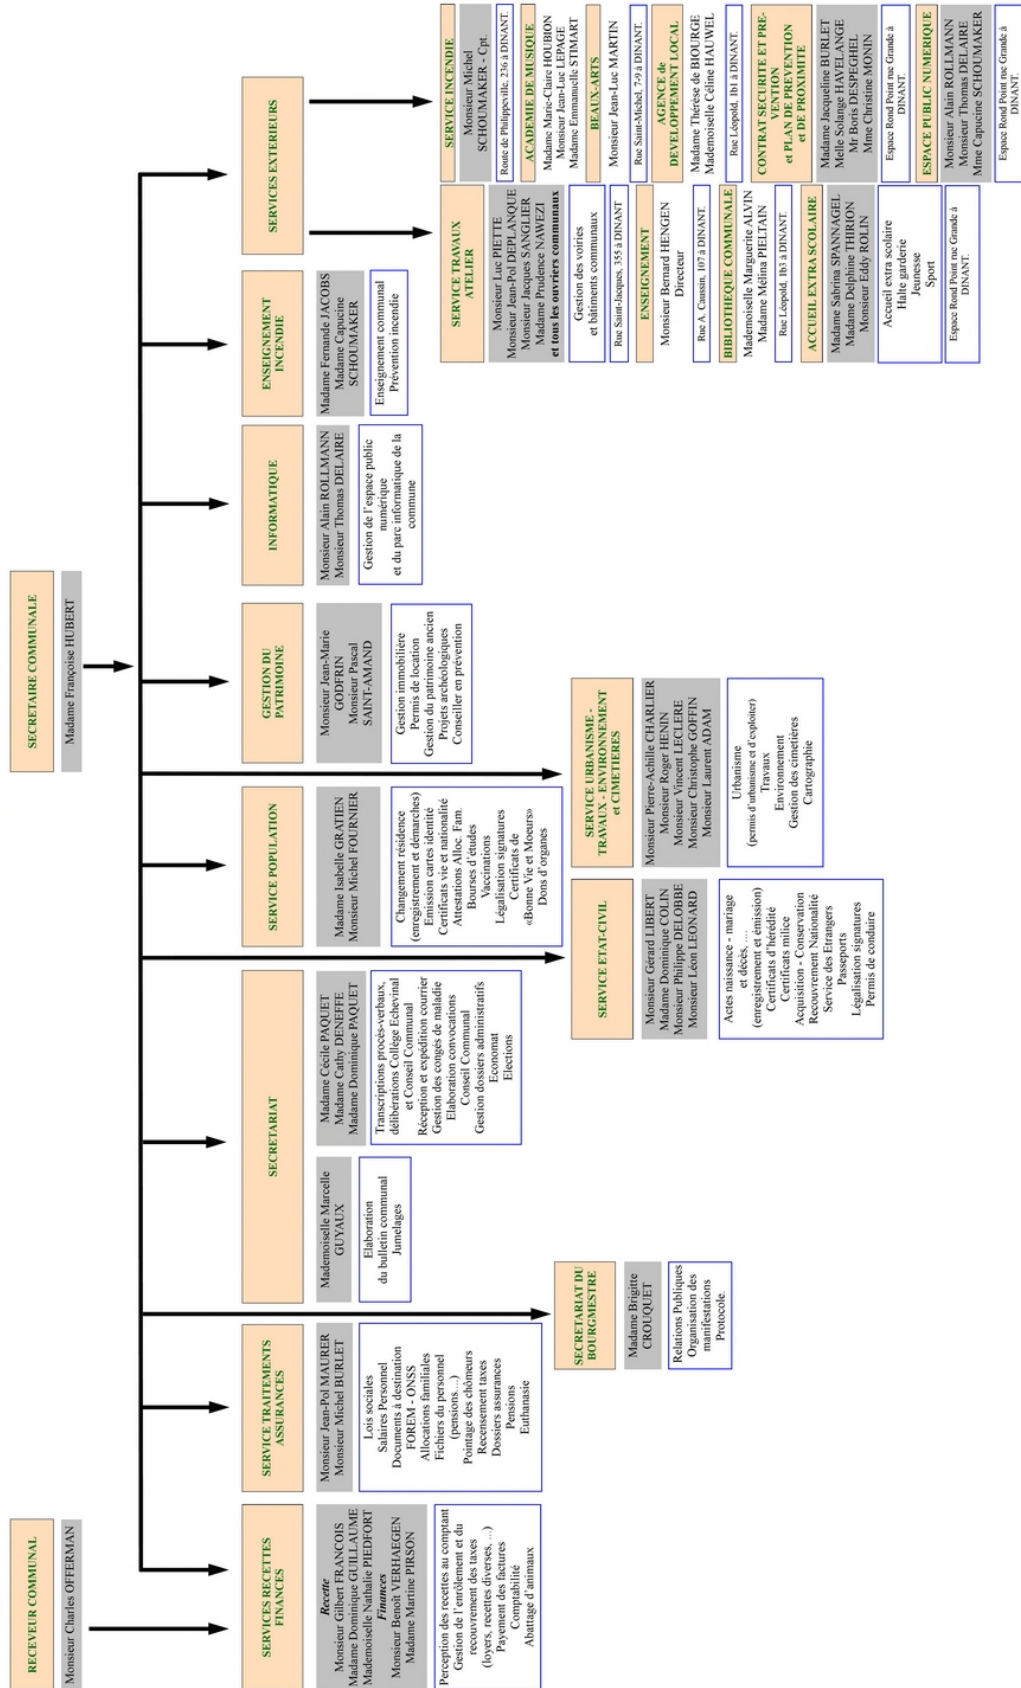 RECEVEUR COMMUNAL
Monsieur Charles OFFERMAN
SECRETAIRE COMMUNALE
Madame Françoise HUBERT
SERVICES RECETTES
FINANCES
Recette
Monsieur Gilbert FRANCOIS
Madame Dominique GUILLAUME
Mademoiselle Nathalie PIEDFORT
Finances
Monsieur Benoît VERHAEGEN
Madame Martine PIRSON
Perception des recettes au comptant
Gestion de l'enrôlement et du
recouvrement des taxes
(loyers, recettes diverses, ...)
Payement des factures
Comptabilité
Abattage d'animaux
SERVICE TRAITEMENTS
ASSURANCES
Monsieur Jean-Pol MAURER
Monsieur Michel BURLET
Lois sociales
Salaires Personnel
Documents à destination
FOREM - ONSS
Allocations familiales
Fichiers du personnel
(pensions...)
Pointage des chômeurs
Recensement taxes
Dossiers assurances
Pensions
Euthanasie
SECRETARIAT DU
BOURGMESTRE
Madame Brigitte
CROUQUET
Relations Publiques
Organisation des
manifestations
Protocole.
SECRETARIAT
Mademoiselle Marcelle
GUYAUX
Elaboration
du bulletin communal
Jumelages
Madame Cécile PAQUET
Madame Cathy DENEFFE
Madame Dominique PAQUET
Transcriptions procès-verbaux,
délibérations Collège Echevinal
et Conseil Communal
Réception et expédition courrier
Gestion des congés de maladie
Elaboration convocations
Conseil Communal
Gestion dossiers administratifs
Economat
Elections
SERVICE ETAT-CIVIL
Monsieur Gérard LIBERT
Madame Dominique COLIN
Monsieur Philippe DELOBBE
Monsieur Léon LEONARD
Actes naissance - mariage
et décès, ....
(enregistrement et émission)
Certificats d'hérédité
Certificats milice
Acquisition - Conservation
Recouvrement Nationalité
Service des Etrangers
Passeports
Légalisation signatures
Permis de conduire
SERVICE POPULATION
Madame Isabelle GRATIEN
Monsieur Michel FOURNIER
Changement résidence
(enregistrement et démarches)
Emission cartes identité
Certificats vie et nationalité
Attestations Alloc. Fam.
Bourses d'études
Vaccinations
Légalisation signatures
Certificats de
«Bonne Vie et Moeurs»
Dons d'organes
SERVICE URBANISME -
TRAVAUX - ENVIRONNEMENT
et CIMETIERES
Monsieur Pierre-Achille CHARLIER
Monsieur Roger HENIN
Monsieur Vincent LECLERE
Monsieur Christophe GOFFIN
Monsieur Laurent ADAM
Urbanisme
(permis d'urbanisme et d'exploiter)
Travaux
Environnement
Gestion des cimetières
Cartographie
GESTION DU
PATRIMOINE
Monsieur Jean-Marie
GODFRIN
Monsieur Pascal
SAINT-AMAND
Gestion immobilière
Permis de location
Gestion du patrimoine ancien
Projets archéologiques
Conseiller en prévention
INFORMATIQUE
Monsieur Alain ROLLMANN
Monsieur Thomas DELAIRE
Gestion de l'espace public
numérique
et du parc informatique de la
commune
ENSEIGNEMENT
INCENDIE
Madame Fernande JACOBS
Madame Capucine
SCHOUMAKER
Enseignement communal
Prévention incendie
SERVICES EXTERIEURS
SERVICE TRAVAUX
ATELIER
Monsieur Luc PIETTE
Monsieur Jean-Pol DEPLANQUE
Monsieur Jacques SANGLIER
Madame Prudence NAWEZI
et tous les ouvriers communaux
Gestion des voiries
et bâtiments communaux
Rue Saint-Jacques, 355 à DINANT
ENSEIGNEMENT
Monsieur Bernard HENGEN
Directeur
Rue A. Caussin, 107 à DINANT.
BIBLIOTHEQUE COMMUNALE
Mademoiselle Marguerite ALVIN
Madame Mélina PIELTAIN
Rue Léopold, 1b3 à DINANT.
ACCUEIL EXTRA SCOLAIRE
Madame Sabrina SPANNAGEL
Madame Delphine THIRION
Monsieur Eddy ROLIN
Accueil extra scolaire
Halte garderie
Jeunesse
Sport
Espace Rond Point rue Grande à
DINANT.
SERVICE INCENDIE
Monsieur Michel
SCHOUMAKER - Cpt.
Route de Philippeville, 236 à DINANT.
ACADEMIE DE MUSIQUE
Madame Marie-Claire HOUBION
Monsieur Jean-Luc LEPAGE
Madame Emmanuelle STIMART
BEAUX-ARTS
Monsieur Jean-Luc MARTIN
Rue Saint-Michel, 7-9 à DINANT.
AGENCE de
DEVELOPPEMENT LOCAL
Madame Thérèse de BIOURGE
Mademoiselle Céline HAUWEL
Rue Léopold, 1b1 à DINANT.
CONTRAT SECURITE ET PRE-
VENTION
et PLAN DE PREVENTION
et DE PROXIMITE
Madame Jacqueline BURLET
Melle Solange HAVELANGE
Mr Boris DESPEGHEL
Mme Christine MONIN
Espace Rond Point rue Grande à
DINANT.
ESPACE PUBLIC NUMERIQUE
Monsieur Alain ROLLMANN
Monsieur Thomas DELAIRE
Mme Capucine SCHOUMAKER
Espace Rond Point rue Grande à
DINANT.